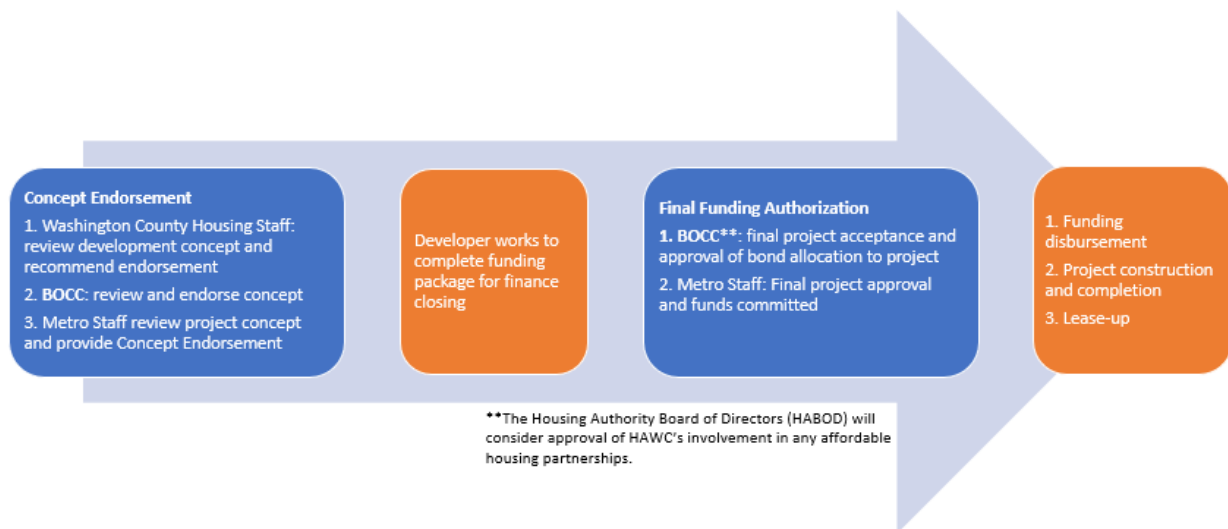 Concept Endorsement
1. Washington County Housing Staff:
review development concept and
recommend endorsement
2. BOCC: review and endorse concept
3. Metro Staff review project concept
and provide Concept Endorsement
Developer works to
complete funding
package for finance
closing
Final Funding Authorization
1. BOCC**: final project acceptance and
approval of bond allocation to project
2. Metro Staff: Final project approval
and funds committed
1. Funding
disbursement
2. Project construction
and completion
3. Lease-up
**The Housing Authority Board of Directors (HABOD) will
consider approval of HAWC's involvement in any affordable
housing partnerships.